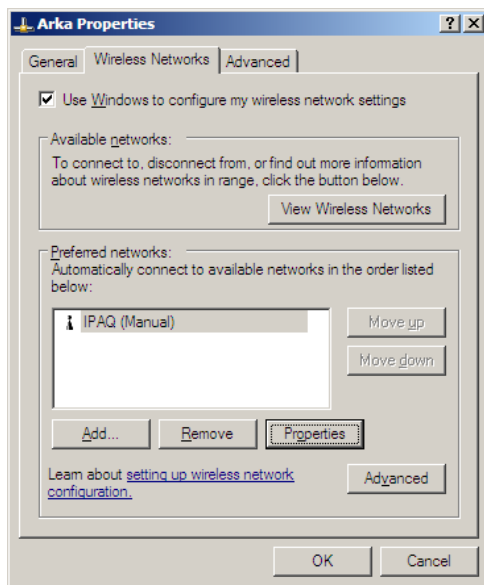 Arka Properties
General
Wireless Networks
Advanced
Use Windows to configure my wireless network settings
Available networks:
To connect to, disconnect from, or find out more information
about wireless networks in range, click the button below.
View Wireless Networks
Preferred networks:
Automatically connect to available networks in the order listed
below:
IPAQ (Manual)
Move up
Move down
Add...
Remove
Properties
Learn about setting up wireless network
configuration.
Advanced
OK
Cancel